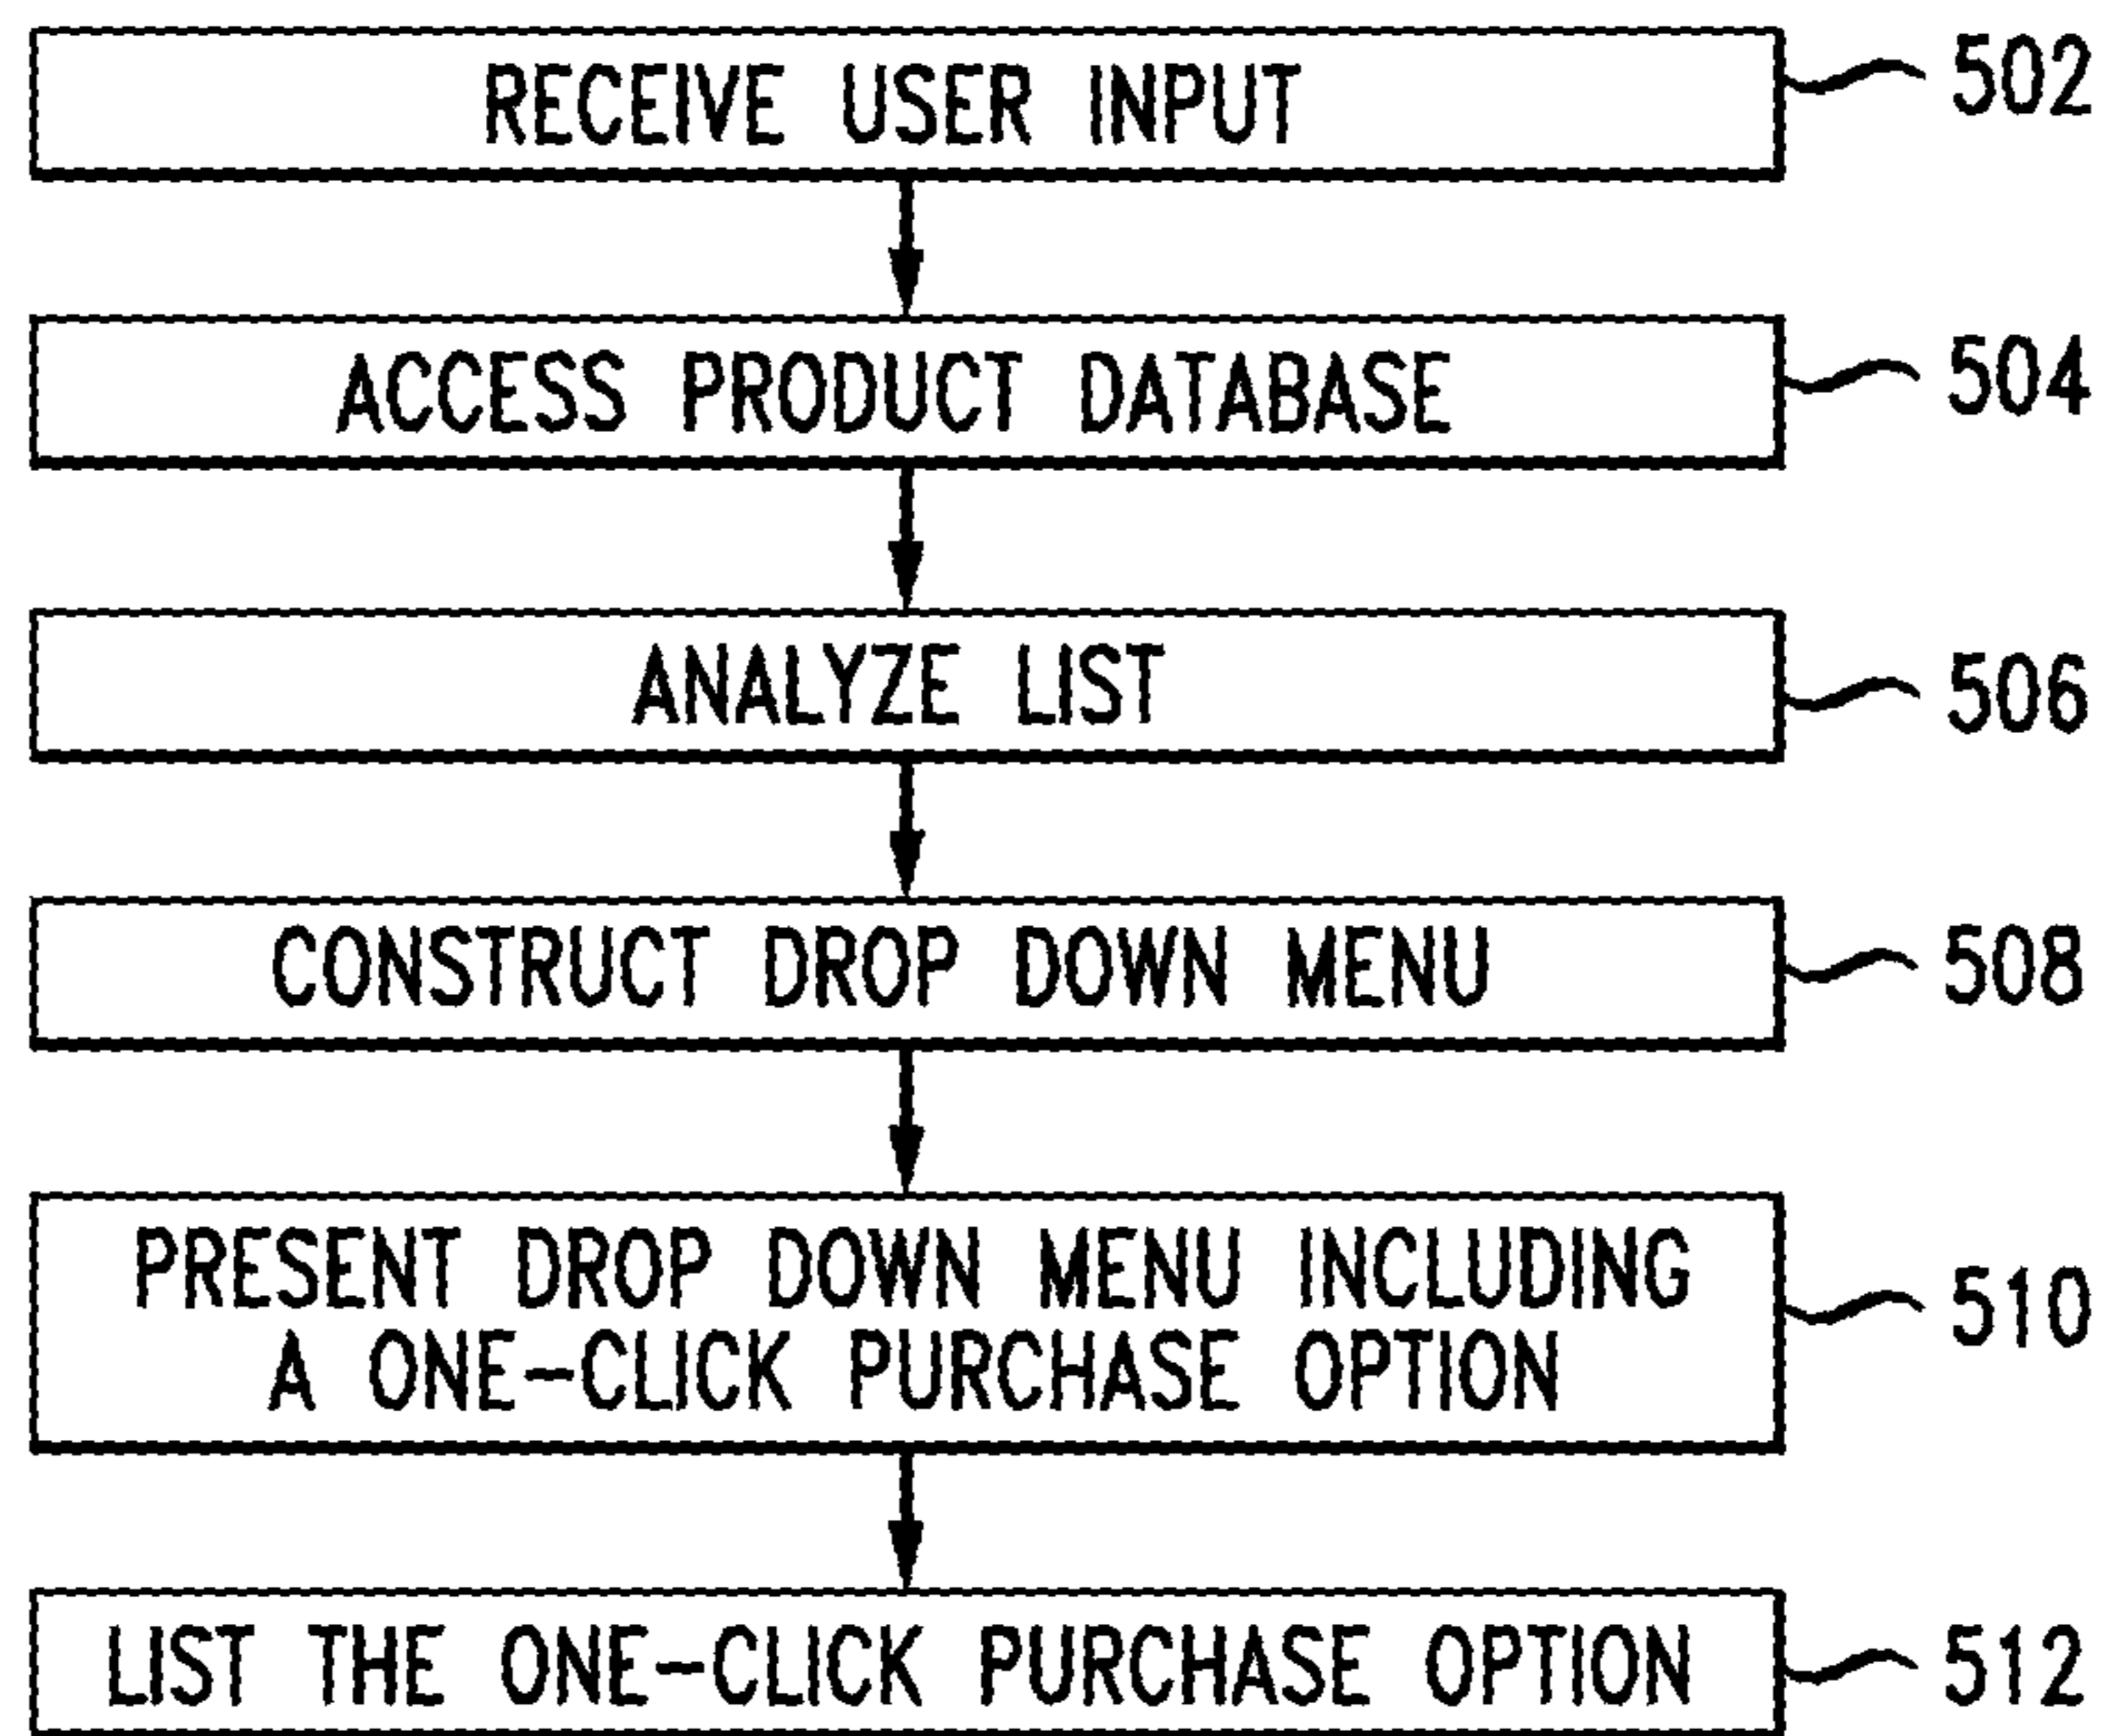 RECEIVE USER INPUT 502
ACCESS PRODUCT DATABASE 504
ANALYZE LIST 506
CONSTRUCT DROP DOWN MENU 508
PRESENT DROP DOWN MENU INCLUDING
A ONE-CLICK PURCHASE OPTION 510
LIST THE ONE-CLICK PURCHASE OPTION 512